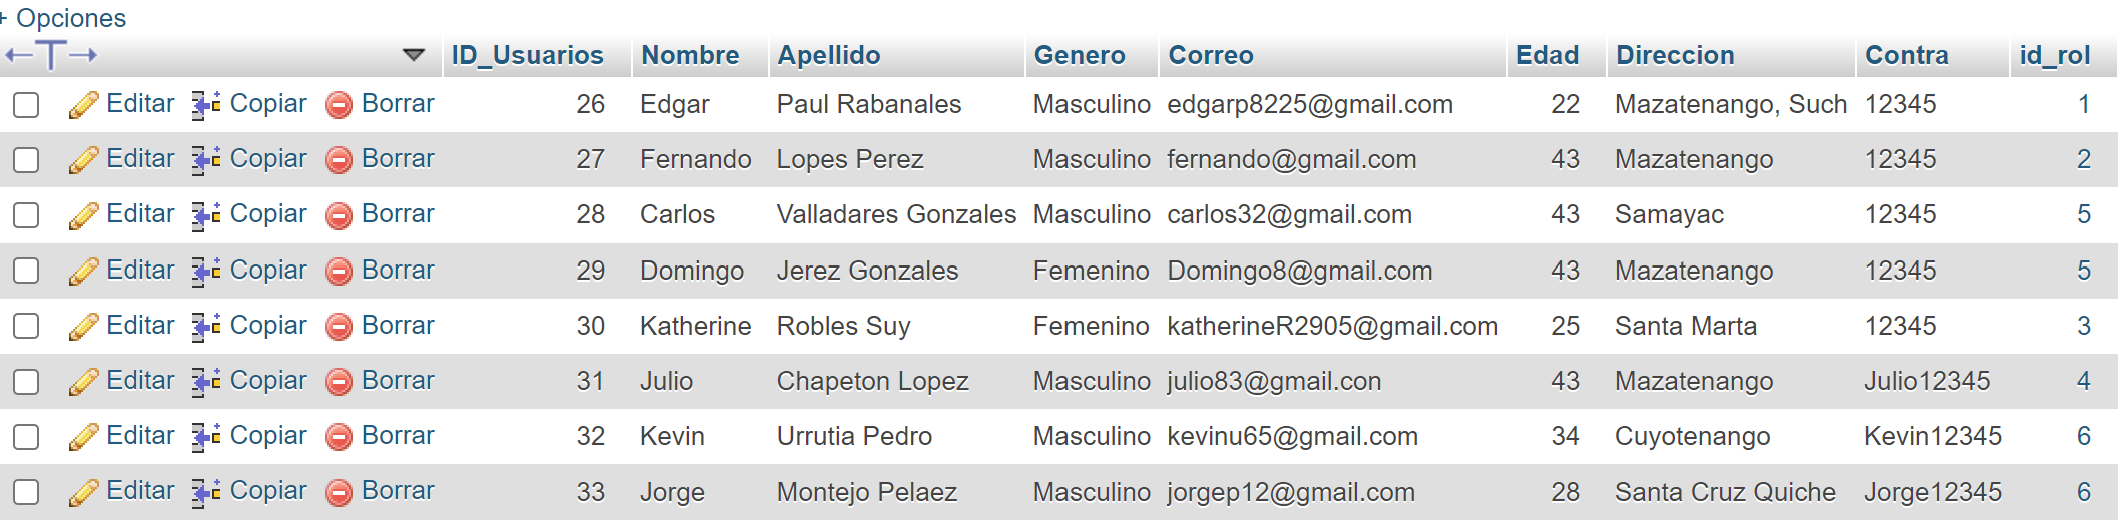 + Opciones
←T→ ID_Usuarios Nombre Apellido Genero Correo Edad Direccion Contra id_rol
Editar Copiar Borrar 26 Edgar Paul Rabanales Masculino edgarp8225@gmail.com 22 Mazatenango, Such 12345 1
Editar Copiar Borrar 27 Fernando Lopes Perez Masculino fernando@gmail.com 43 Mazatenango 12345 2
Editar Copiar Borrar 28 Carlos Valladares Gonzales Masculino carlos32@gmail.com 43 Samayac 12345 5
Editar Copiar Borrar 29 Domingo Jerez Gonzales Femenino Domingo8@gmail.com 43 Mazatenango 12345 5
Editar Copiar Borrar 30 Katherine Robles Suy Femenino katherineR2905@gmail.com 25 Santa Marta 12345 3
Editar Copiar Borrar 31 Julio Chapeton Lopez Masculino julio83@gmail.con 43 Mazatenango Julio12345 4
Editar Copiar Borrar 32 Kevin Urrutia Pedro Masculino kevinu65@gmail.com 34 Cuyotenango Kevin12345 6
Editar Copiar Borrar 33 Jorge Montejo Pelaez Masculino jorgep12@gmail.com 28 Santa Cruz Quiche Jorge12345 6